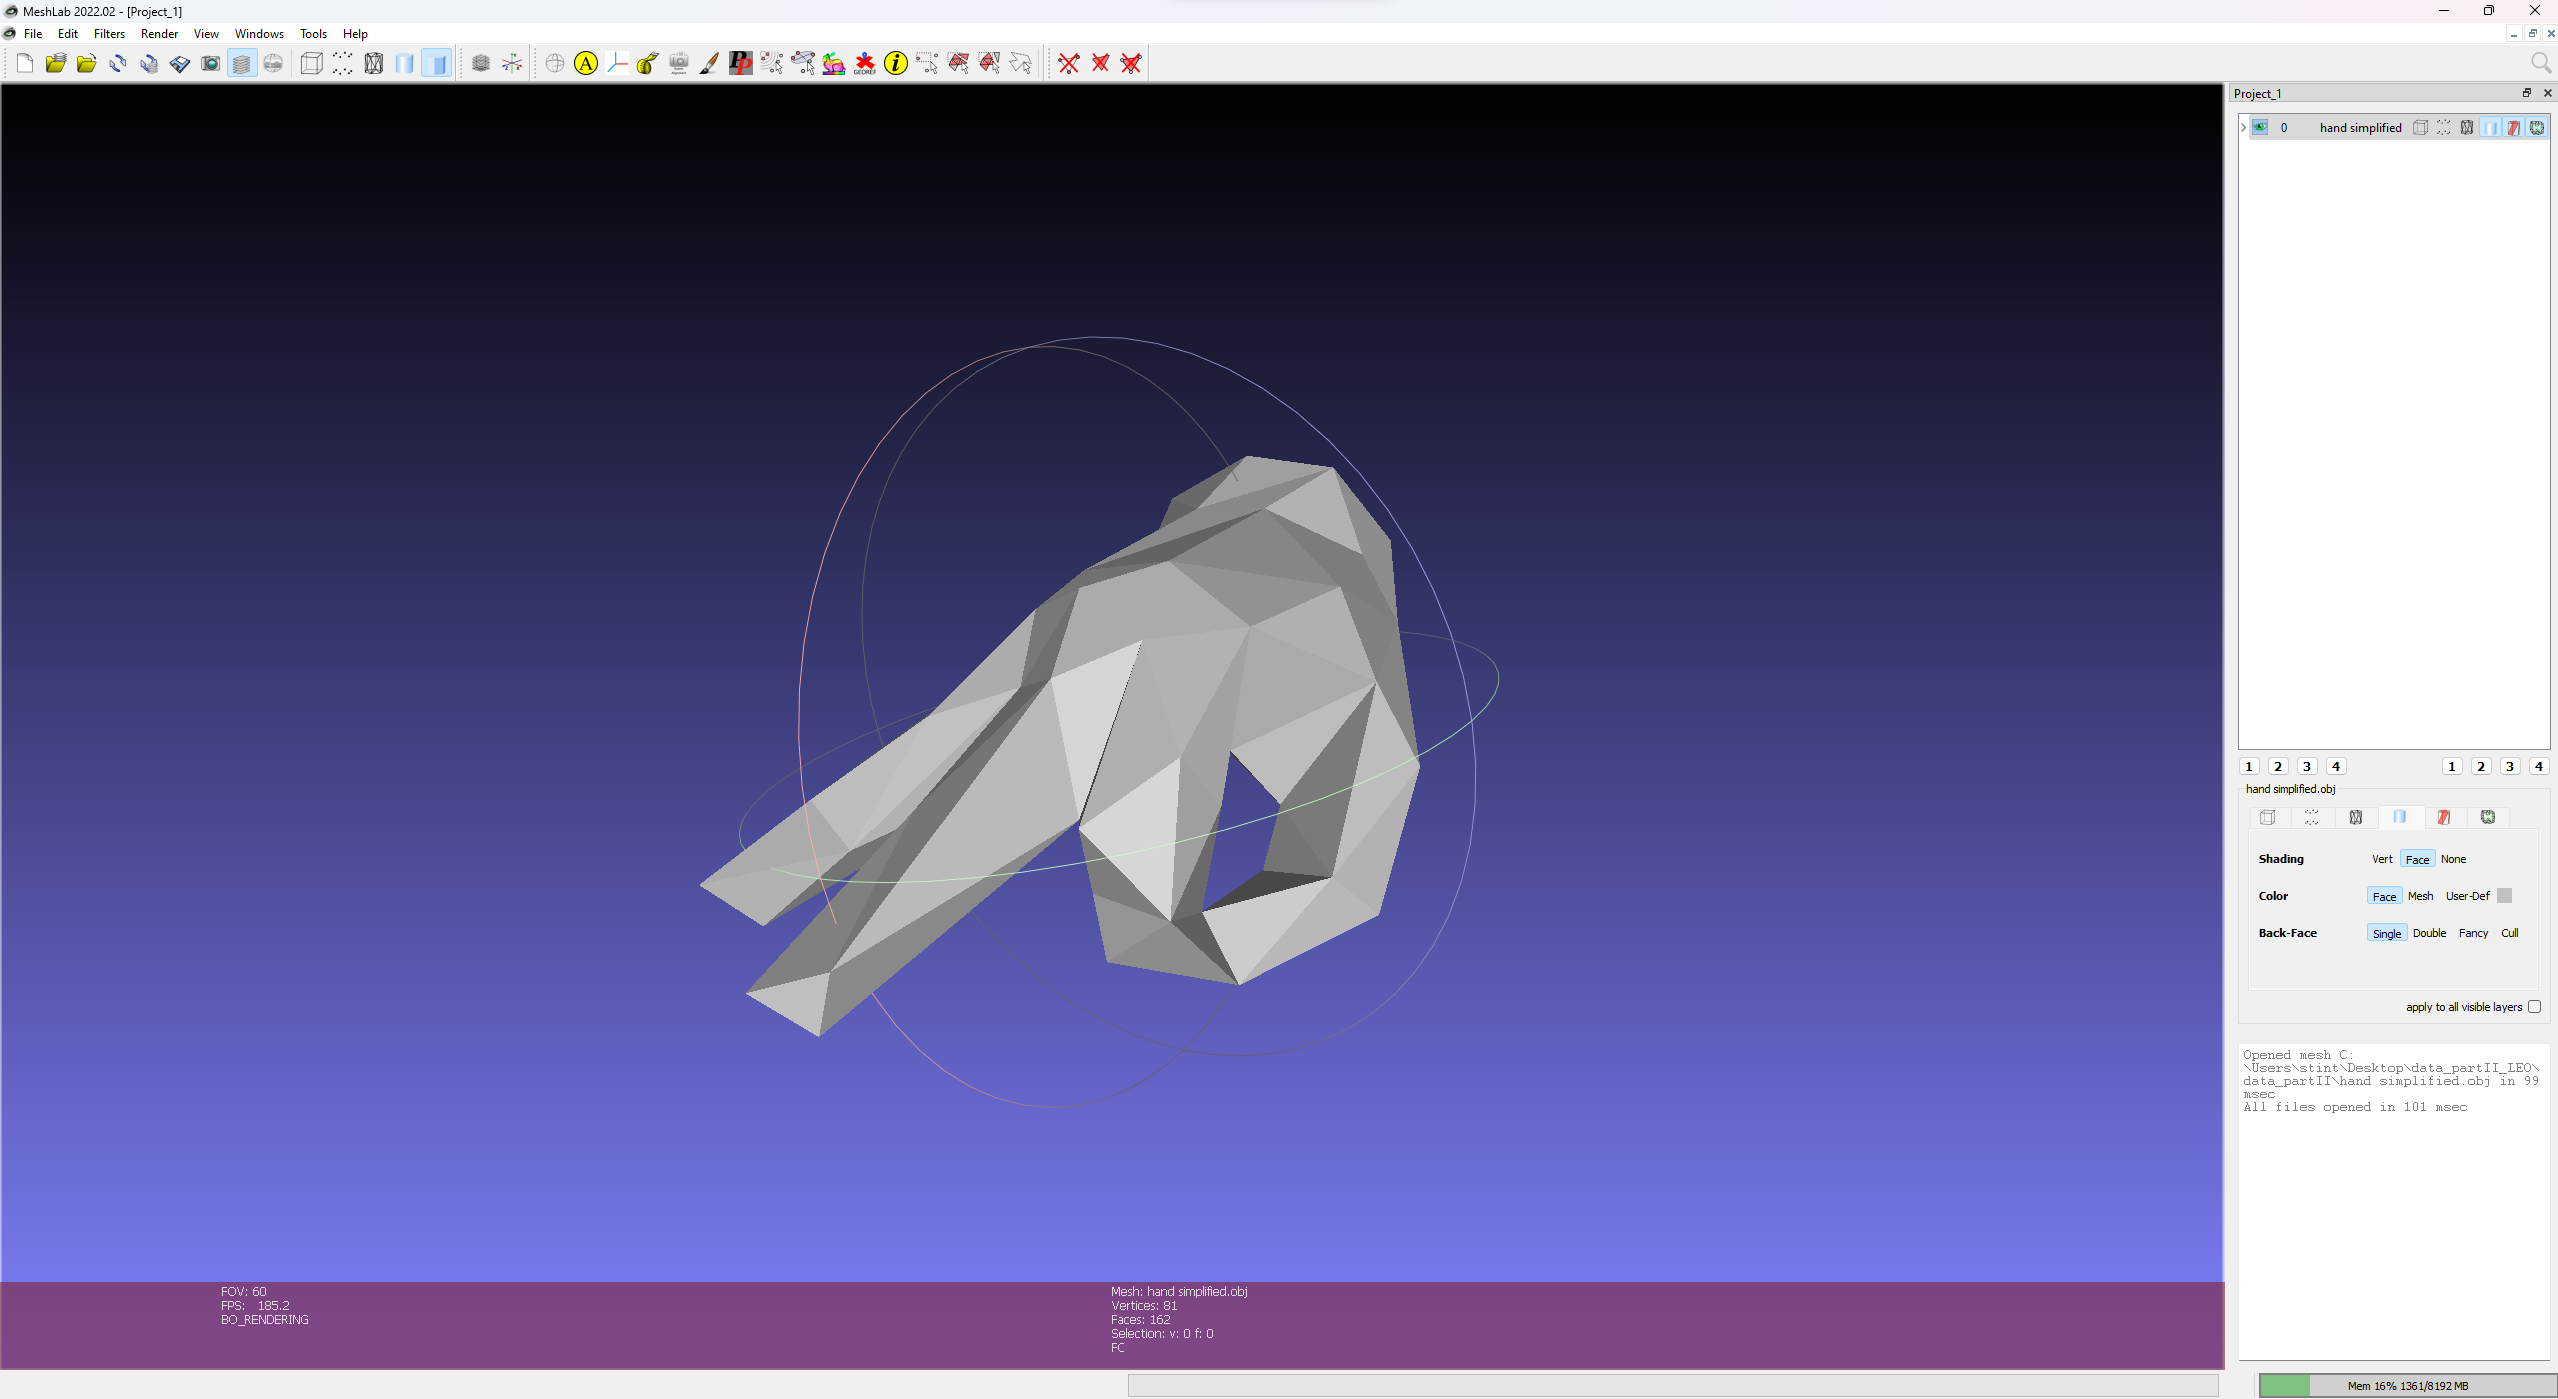 MeshLab 2022.02 - [Project_1]
File Edit Filters Render View Windows Tools Help
A
PP
GEOREF
i
Project_1
0 hand simplified
1 2 3 4 1 2 3 4
hand simplified.obj
Shading Vert Face None
Color Face Mesh User-Def
Back-Face Single Double Fancy Cull
apply to all visible layers
Opened mesh C:
\Users\stint\Desktop\data_partII_LEO\
data_partII\hand simplified.obj in 99
msec
All files opened in 101 msec
FOV: 60
FPS: 185.2
BO_RENDERING
Mesh: hand simplified.obj
Vertices: 81
Faces: 162
Selection: v: 0 f: 0
FC
Mem 16% 1361/8192 MB